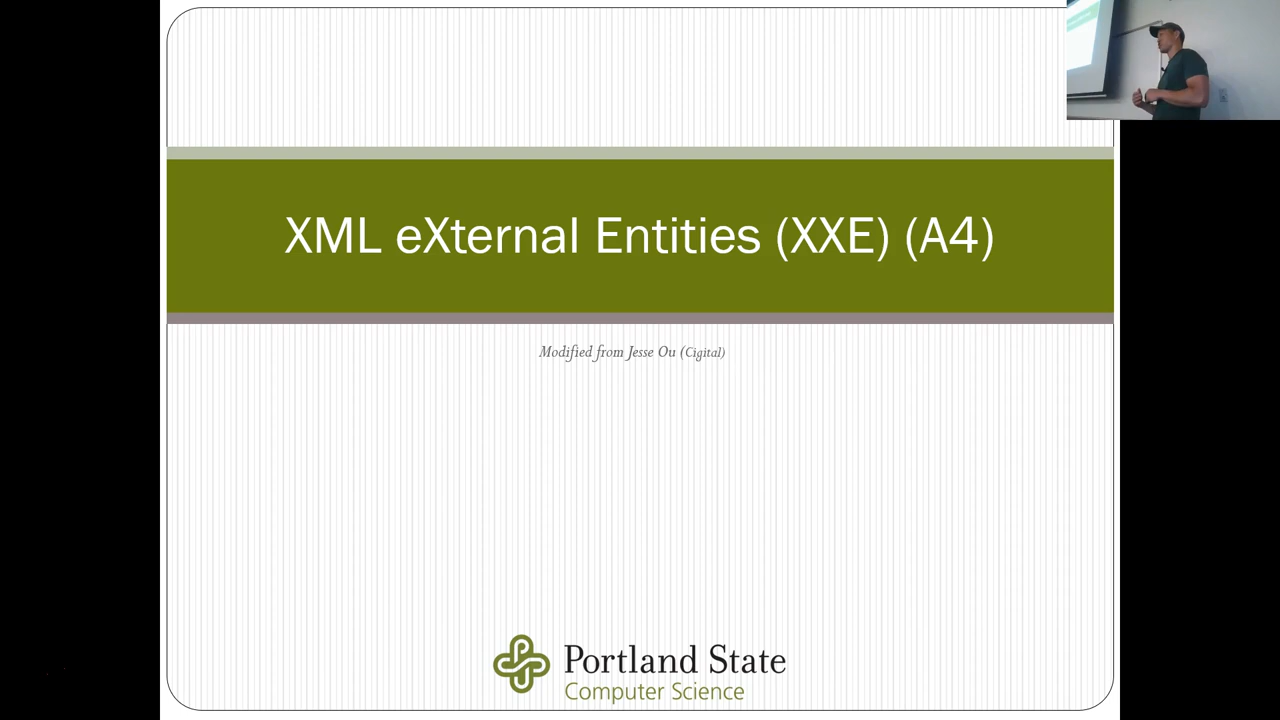 XML eXternal Entities (XXE) (A4)
Modified from Jesse Ou (Cigital)
Portland State
Computer Science